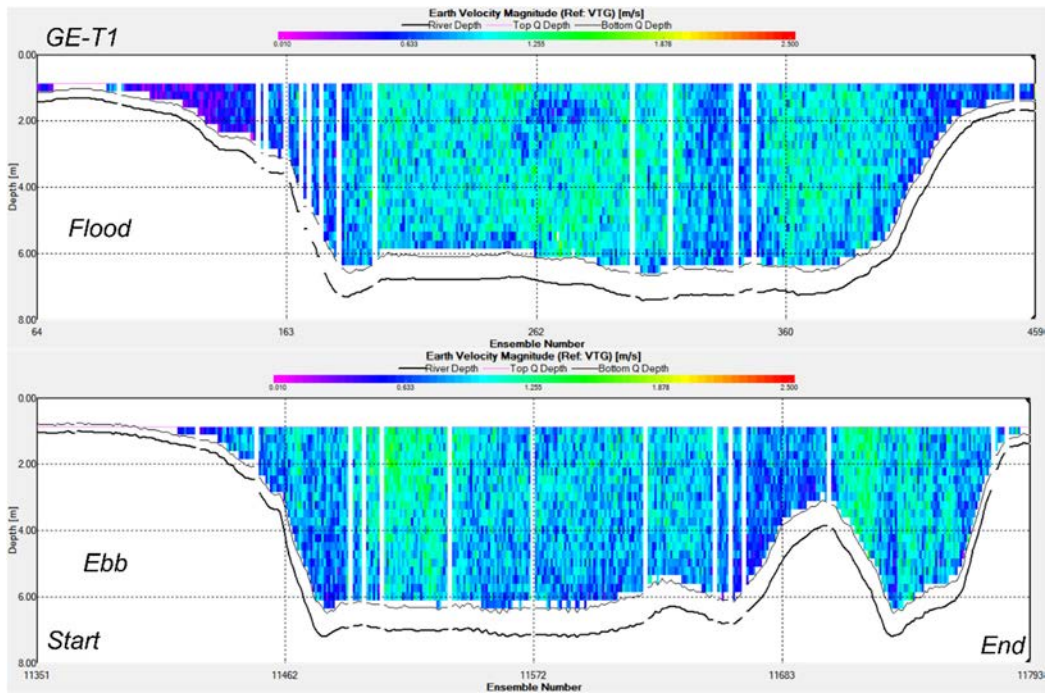 Earth Velocity Magnitude (Ref: VTG) [m/s]
River Depth Top Q Depth Bottom Q Depth
GE-T1
0.010 0.633 1.255 1.878 2.500
0.00
2.00
4.00
6.00
8.00
Depth [m]
Flood
64 163 262 360 459
Ensemble Number
Earth Velocity Magnitude (Ref: VTG) [m/s]
River Depth Top Q Depth Bottom Q Depth
0.010 0.633 1.255 1.878 2.500
0.00
2.00
4.00
6.00
8.00
Depth [m]
Ebb
Start End
11351 11462 11572 11683 11793
Ensemble Number